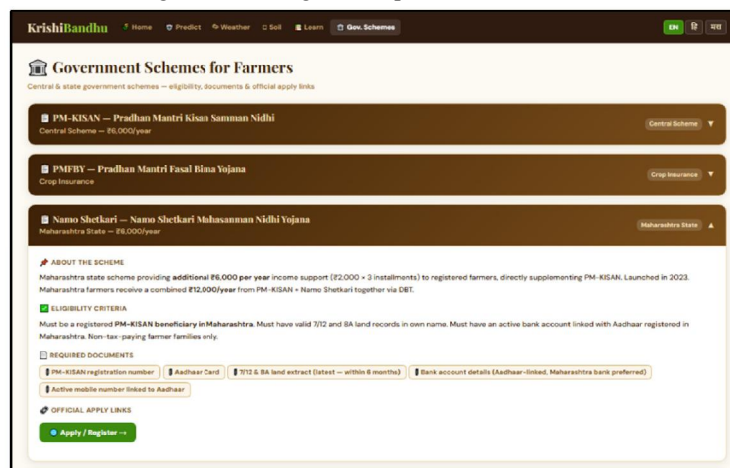 KrishiBandhu Home Predict Weather Soil Learn Gov. Schemes EN हि मरा
Government Schemes for Farmers
Central & state government schemes — eligibility, documents & official apply links
PM-KISAN — Pradhan Mantri Kisan Samman Nidhi
Central Scheme — ₹6,000/year
Central Scheme ▼
PMFBY — Pradhan Mantri Fasal Bima Yojana
Crop Insurance
Crop Insurance ▼
Namo Shetkari — Namo Shetkari Mahasanman Nidhi Yojana
Maharashtra State — ₹6,000/year
Maharashtra State ▲
ABOUT THE SCHEME
Maharashtra state scheme providing additional ₹6,000 per year income support (₹2,000 × 3 installments) to registered farmers, directly supplementing PM-KISAN. Launched in 2023.
Maharashtra farmers receive a combined ₹12,000/year from PM-KISAN + Namo Shetkari together via DBT.
ELIGIBILITY CRITERIA
Must be a registered PM-KISAN beneficiary in Maharashtra. Must have valid 7/12 and 8A land records in own name. Must have an active bank account linked with Aadhaar registered in
Maharashtra. Non-tax-paying farmer families only.
REQUIRED DOCUMENTS
PM-KISAN registration number Aadhaar Card 7/12 & 8A land extract (latest — within 6 months) Bank account details (Aadhaar-linked, Maharashtra bank preferred)
Active mobile number linked to Aadhaar
OFFICIAL APPLY LINKS
Apply / Register →